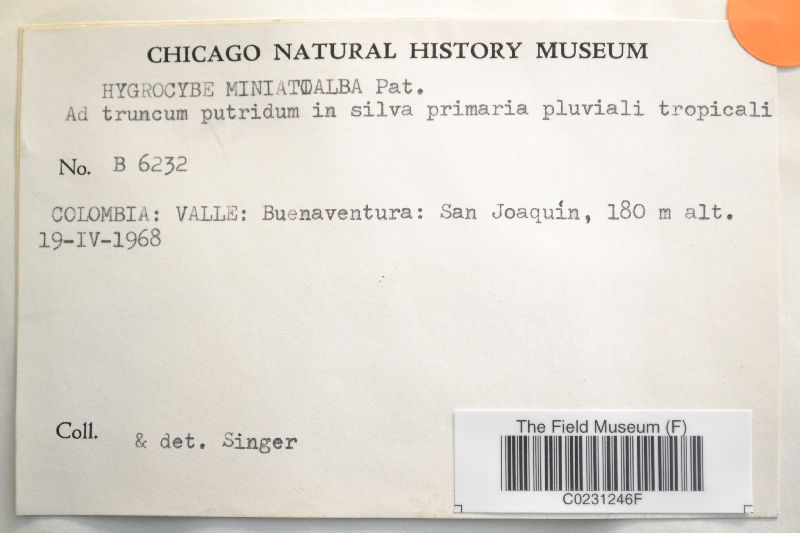 CHICAGO NATURAL HISTORY MUSEUM
HYGROCYBE MINIATOALBA Pat.
Ad truncum putridum in silva primaria pluviali tropicali
No. B 6232
COLOMBIA: VALLE: Buenaventura: San Joaquín, 180 m alt.
19-IV-1968
Coll. & det. Singer
The Field Museum (F)
C0231246F